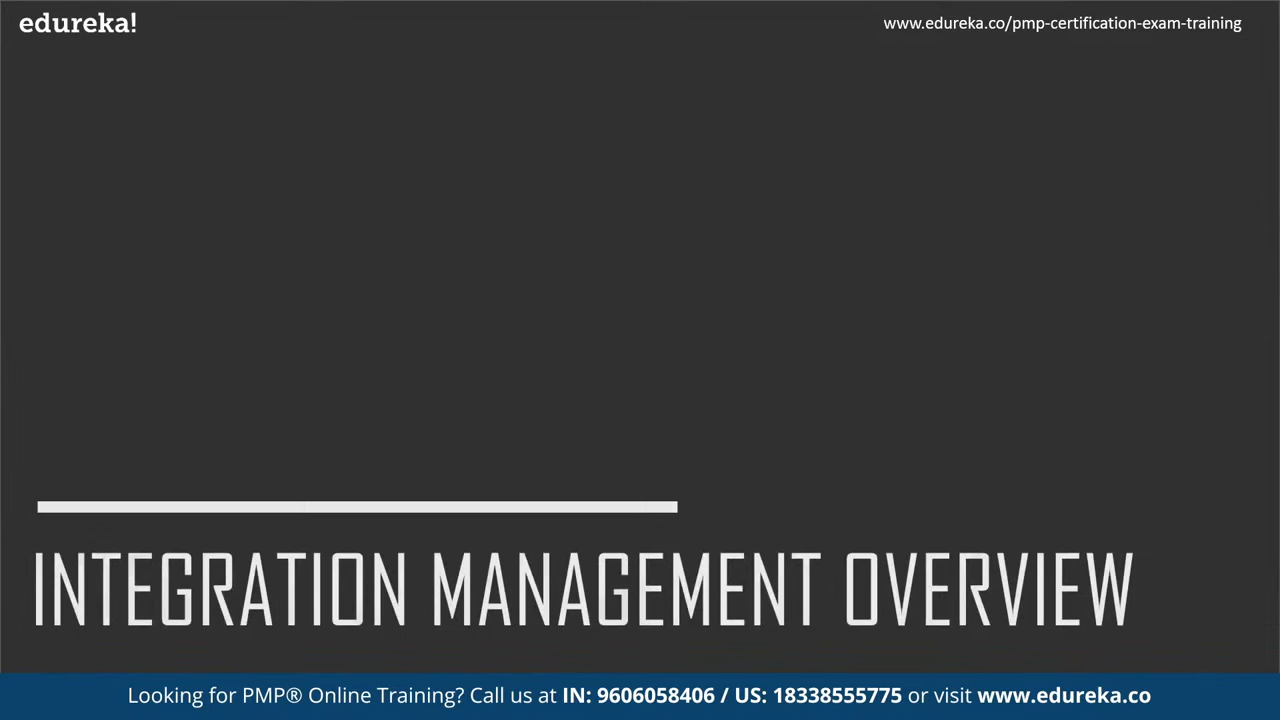 edureka!
www.edureka.co/pmp-certification-exam-training
INTEGRATION MANAGEMENT OVERVIEW
Looking for PMP® Online Training? Call us at IN: 9606058406 / US: 18338555775 or visit www.edureka.co